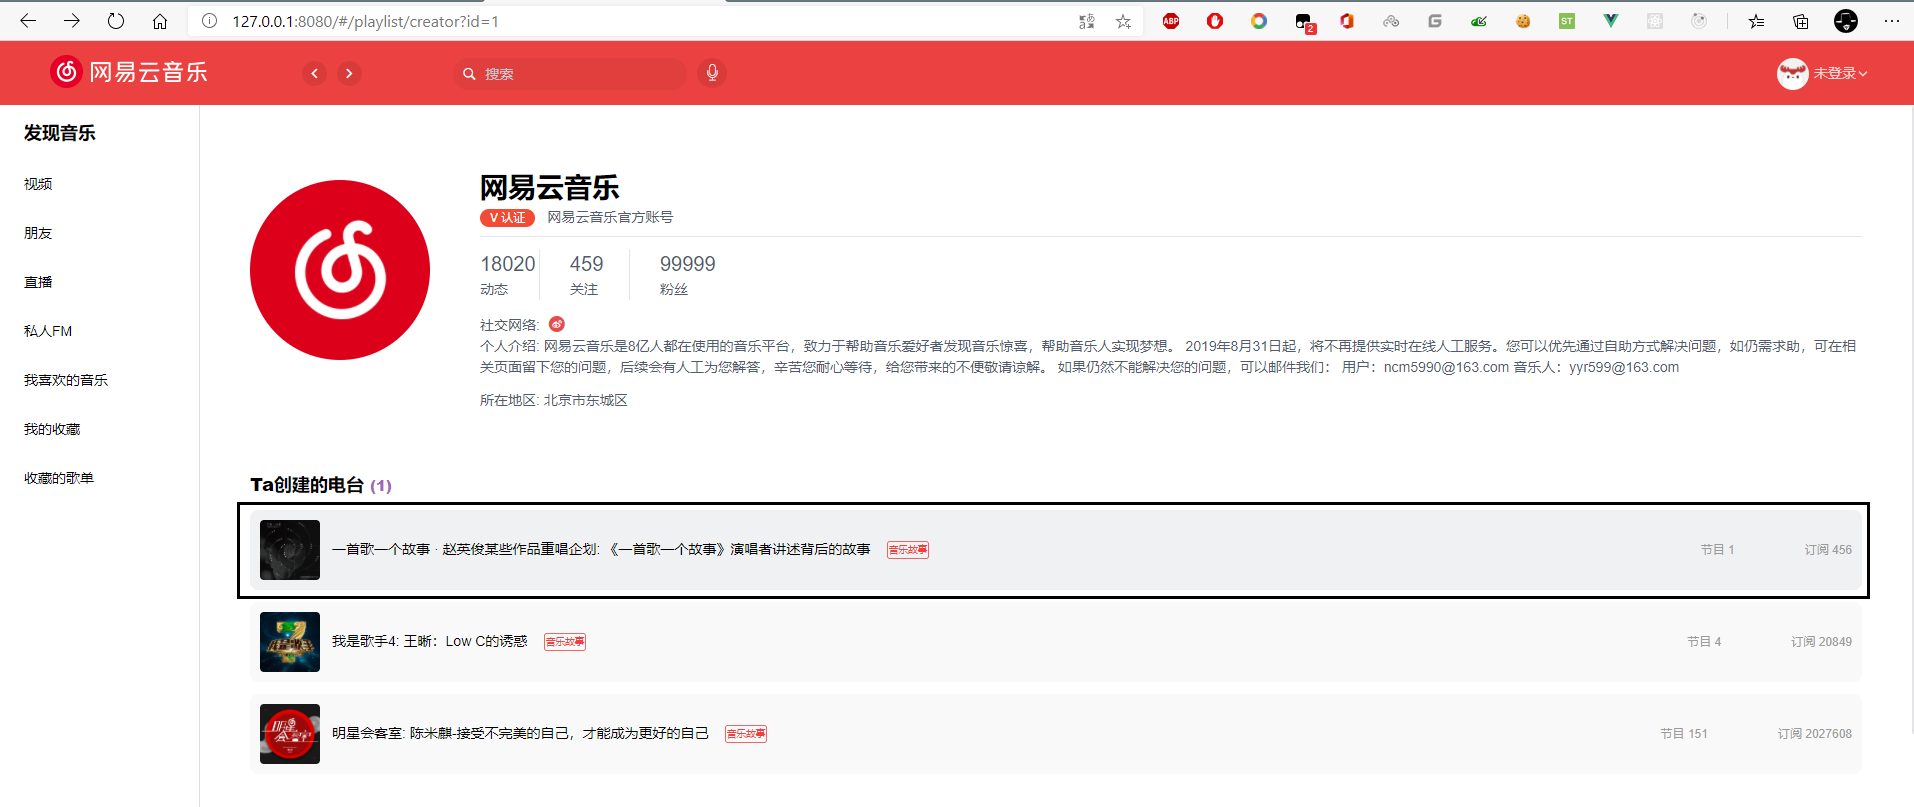 127.0.0.1:8080/#/playlist/creator?id=1
ABP
2
ST
网易云音乐
搜索
未登录
发现音乐
视频
朋友
直播
私人FM
我喜欢的音乐
我的收藏
收藏的歌单
网易云音乐
V 认证 网易云音乐官方账号
18020 459 99999
动态 关注 粉丝
社交网络:
个人介绍: 网易云音乐是8亿人都在使用的音乐平台，致力于帮助音乐爱好者发现音乐惊喜，帮助音乐人实现梦想。 2019年8月31日起，将不再提供实时在线人工服务。您可以优先通过自助方式解决问题，如仍需求助，可在相
关页面留下您的问题，后续会有人工为您解答，辛苦您耐心等待，给您带来的不便敬请谅解。 如果仍然不能解决您的问题，可以邮件我们： 用户：ncm5990@163.com 音乐人：yyr599@163.com
所在地区: 北京市东城区
Ta创建的电台 (1)
一首歌一个故事 · 赵英俊某些作品重唱企划: 《一首歌一个故事》演唱者讲述背后的故事 音乐故事 节目 1 订阅 456
我是歌手4: 王晰：Low C的诱惑 音乐故事 节目 4 订阅 20849
明星会客室: 陈米麒-接受不完美的自己，才能成为更好的自己 音乐故事 节目 151 订阅 2027608